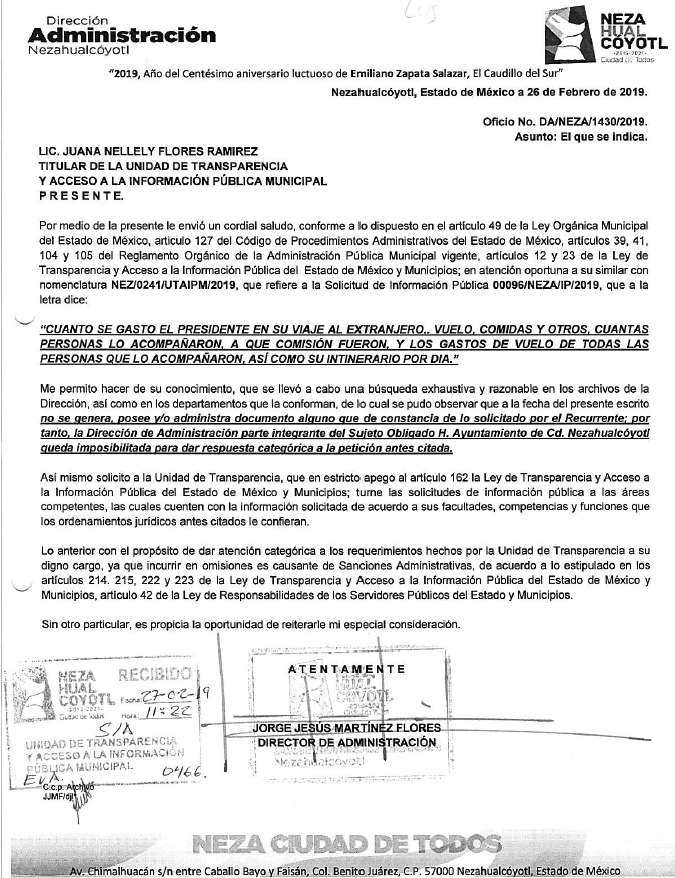 Dirección
Administración
Nezahualcóyotl
NEZA
HUAL
COYOTL
-2019-2021-
Ciudad de Todos
"2019, Año del Centésimo aniversario luctuoso de Emiliano Zapata Salazar, El Caudillo del Sur"
Nezahualcóyotl, Estado de México a 26 de Febrero de 2019.
Oficio No. DA/NEZA/1430/2019.
Asunto: El que se indica.
LIC. JUANA NELLELY FLORES RAMIREZ
TITULAR DE LA UNIDAD DE TRANSPARENCIA
Y ACCESO A LA INFORMACIÓN PÚBLICA MUNICIPAL
P R E S E N T E.
Por medio de la presente le envió un cordial saludo, conforme a lo dispuesto en el artículo 49 de la Ley Orgánica Municipal
del Estado de México, articulo 127 del Código de Procedimientos Administrativos del Estado de México, artículos 39, 41,
104 y 105 del Reglamento Orgánico de la Administración Pública Municipal vigente, artículos 12 y 23 de la Ley de
Transparencia y Acceso a la Información Pública del Estado de México y Municipios; en atención oportuna a su similar con
nomenclatura NEZ/0241/UTAIPM/2019, que refiere a la Solicitud de Información Pública 00096/NEZA/IP/2019, que a la
letra dice:
"CUANTO SE GASTO EL PRESIDENTE EN SU VIAJE AL EXTRANJERO.. VUELO, COMIDAS Y OTROS, CUANTAS
PERSONAS LO ACOMPAÑARON, A QUE COMISIÓN FUERON, Y LOS GASTOS DE VUELO DE TODAS LAS
PERSONAS QUE LO ACOMPAÑARON, ASÍ COMO SU INTINERARIO POR DIA."
Me permito hacer de su conocimiento, que se llevó a cabo una búsqueda exhaustiva y razonable en los archivos de la
Dirección, así como en los departamentos que la conforman, de lo cual se pudo observar que a la fecha del presente escrito
no se genera, posee y/o administra documento alguno que de constancia de lo solicitado por el Recurrente; por
tanto, la Dirección de Administración parte integrante del Sujeto Obligado H. Ayuntamiento de Cd. Nezahualcóyotl
queda imposibilitada para dar respuesta categórica a la petición antes citada.
Así mismo solicito a la Unidad de Transparencia, que en estricto apego al artículo 162 la Ley de Transparencia y Acceso a
la Información Pública del Estado de México y Municipios; turne las solicitudes de información pública a las áreas
competentes, las cuales cuenten con la información solicitada de acuerdo a sus facultades, competencias y funciones que
los ordenamientos jurídicos antes citados le confieran.
Lo anterior con el propósito de dar atención categórica a los requerimientos hechos por la Unidad de Transparencia a su
digno cargo, ya que incurrir en omisiones es causante de Sanciones Administrativas, de acuerdo a lo estipulado en los
artículos 214. 215, 222 y 223 de la Ley de Transparencia y Acceso a la Información Pública del Estado de México y
Municipios, artículo 42 de la Ley de Responsabilidades de los Servidores Públicos del Estado y Municipios.
Sin otro particular, es propicia la oportunidad de reiterarle mi especial consideración.
NEZA
HUAL
COYOTL
-2019-2021-
Ciudad de Todos
RECIBIDO
Fecha: 27-02-19
Hora: 11:22
S/A
UNIDAD DE TRANSPARENCIA
Y ACCESO A LA INFORMACIÓN
PÚBLICA MUNICIPAL
0466.
EVA.
C.c.p. Archivo
JJMF/djl*
A T E N T A M E N T E
JORGE JESÚS MARTÍNEZ FLORES
DIRECTOR DE ADMINISTRACIÓN
Nezahualcóyotl
NEZA CIUDAD DE TODOS
Av. Chimalhuacán s/n entre Caballo Bayo y Faisán, Col. Benito Juárez, C.P. 57000 Nezahualcóyotl, Estado de México